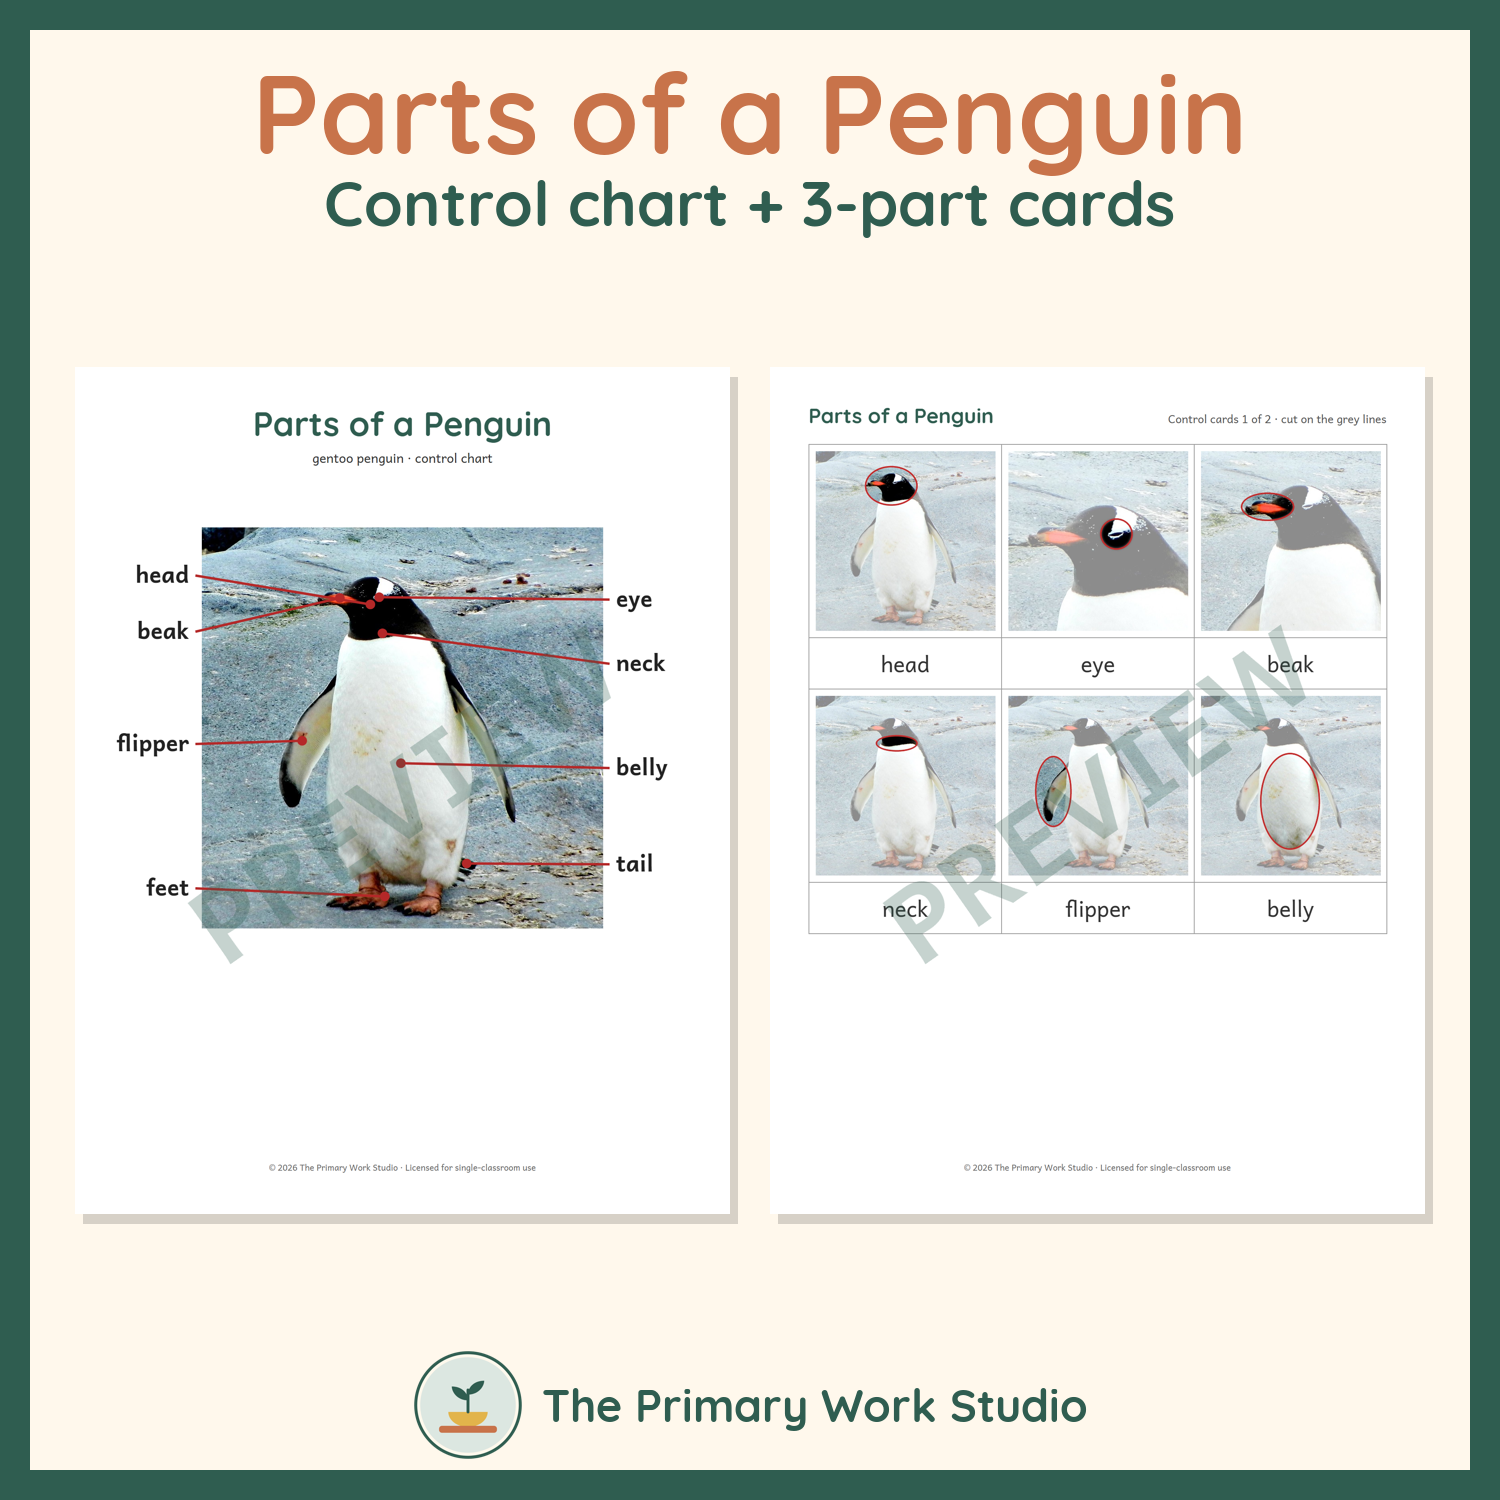 Parts of a Penguin
Control chart + 3-part cards
Parts of a Penguin
gentoo penguin · control chart
head
beak
flipper
feet
eye
neck
belly
tail
PREVIEW
© 2026 The Primary Work Studio · Licensed for single-classroom use
Parts of a Penguin
Control cards 1 of 2 · cut on the grey lines
head eye beak
neck flipper belly
PREVIEW
© 2026 The Primary Work Studio · Licensed for single-classroom use
The Primary Work Studio